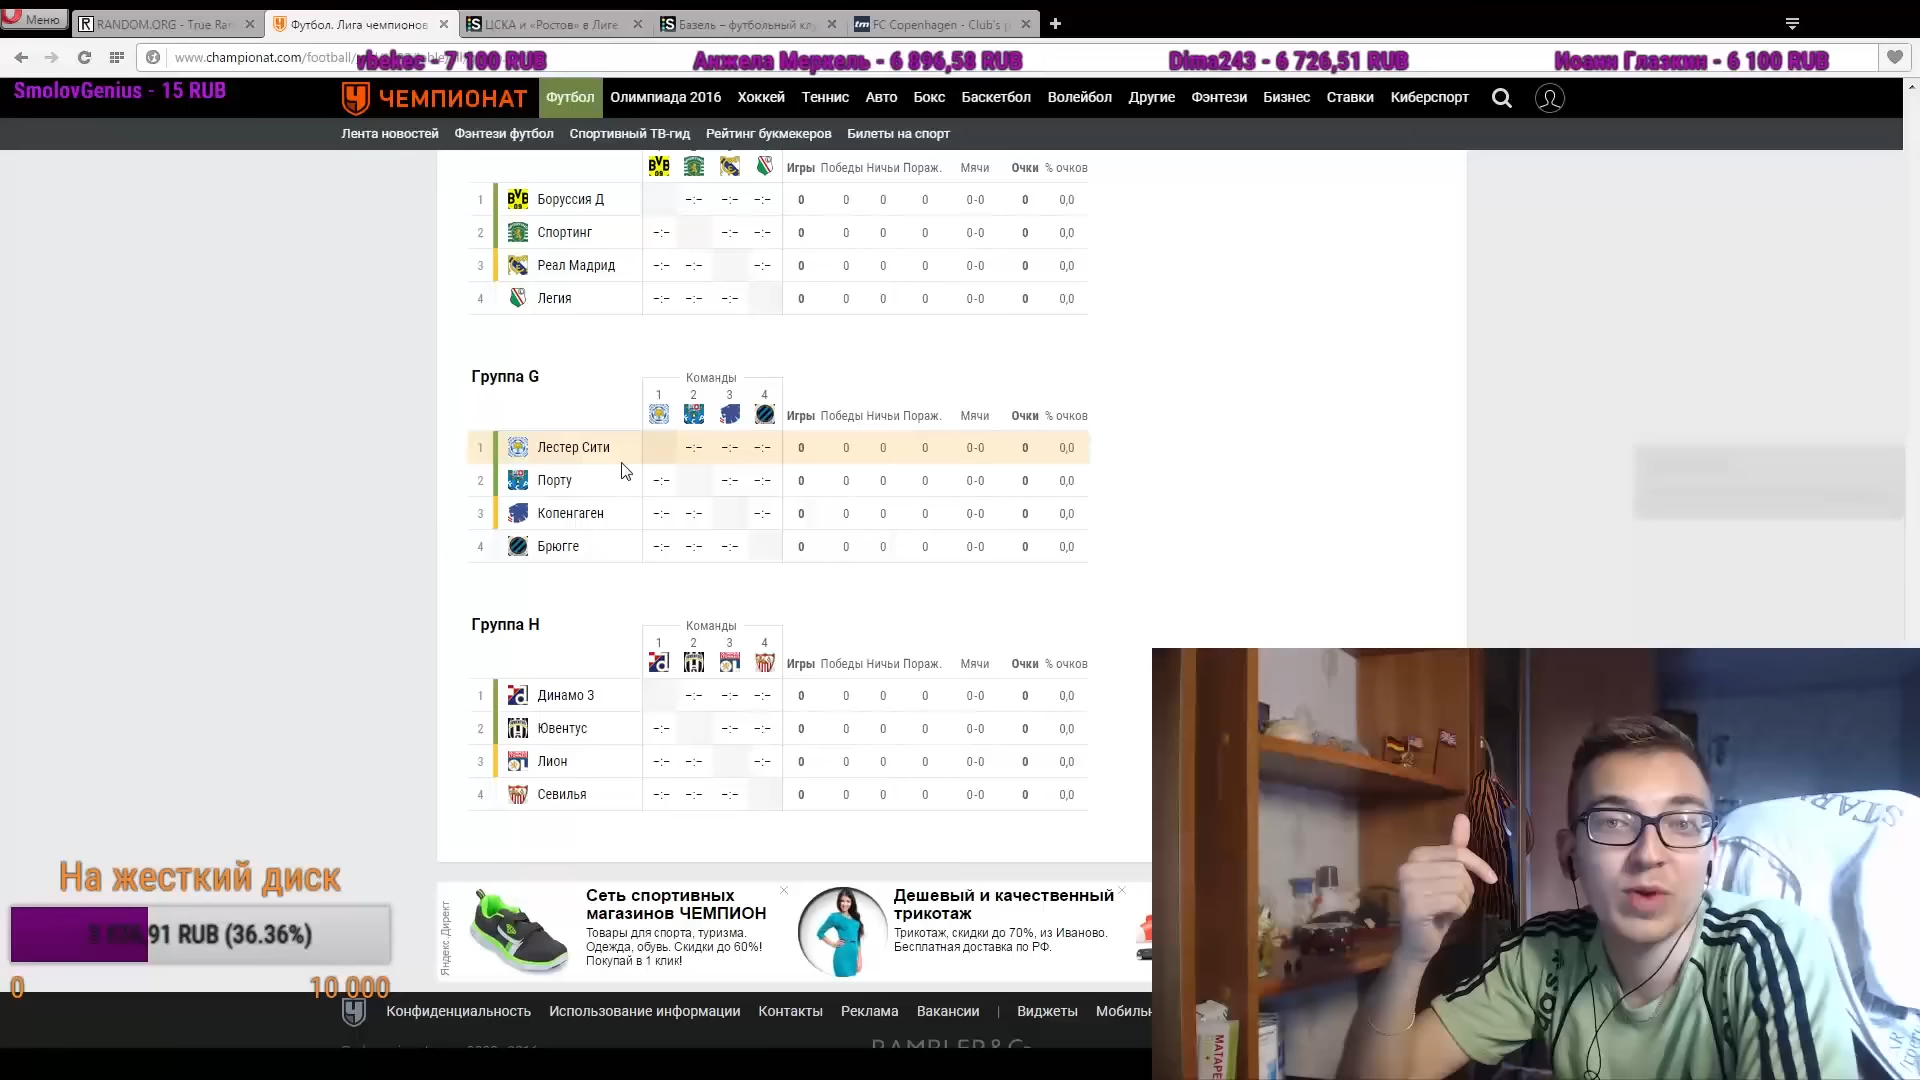 Меню
RANDOM.ORG - True Ran
Футбол. Лига чемпионов
ЦСКА и «Ростов» в Лиге
Базель – футбольный клу
FC Copenhagen - Club's p
www.championat.com/football/
rbekec - 7 100 RUB
Анжела Меркель - 6 896,58 RUB
Dima243 - 6 726,51 RUB
Иоанн Глазкин - 6 100 RUB
SmolovGenius - 15 RUB
ЧЕМПИОНАТ
Футбол Олимпиада 2016 Хоккей Теннис Авто Бокс Баскетбол Волейбол Другие Фэнтези Бизнес Ставки Киберспорт
Лента новостей Фэнтези футбол Спортивный ТВ-гид Рейтинг букмекеров Билеты на спорт
Игры Победы Ничьи Пораж. Мячи Очки % очков
1 Боруссия Д -:- -:- -:- 0 0 0 0 0-0 0 0,0
2 Спортинг -:- -:- -:- 0 0 0 0 0-0 0 0,0
3 Реал Мадрид -:- -:- -:- 0 0 0 0 0-0 0 0,0
4 Легия -:- -:- -:- 0 0 0 0 0-0 0 0,0
Группа G
Команды
1 2 3 4
Игры Победы Ничьи Пораж. Мячи Очки % очков
1 Лестер Сити -:- -:- -:- 0 0 0 0 0-0 0 0,0
2 Порту -:- -:- -:- 0 0 0 0 0-0 0 0,0
3 Копенгаген -:- -:- -:- 0 0 0 0 0-0 0 0,0
4 Брюгге -:- -:- -:- 0 0 0 0 0-0 0 0,0
Группа H
Команды
1 2 3 4
Игры Победы Ничьи Пораж. Мячи Очки % очков
1 Динамо З -:- -:- -:- 0 0 0 0 0-0 0 0,0
2 Ювентус -:- -:- -:- 0 0 0 0 0-0 0 0,0
3 Лион -:- -:- -:- 0 0 0 0 0-0 0 0,0
4 Севилья -:- -:- -:- 0 0 0 0 0-0 0 0,0
На жесткий диск
91 RUB (36.36%)
0 10 000
Яндекс.Директ
Сеть спортивных
магазинов ЧЕМПИОН
Товары для спорта, туризма.
Одежда, обувь. Скидки до 60%!
Покупай в 1 клик!
Дешевый и качественный
трикотаж
Трикотаж, скидки до 70%, из Иваново.
Бесплатная доставка по РФ.
Конфиденциальность Использование информации Контакты Реклама Вакансии | Виджеты Мобильн
RAMBLER&Co
adidas
МАТАРЕ